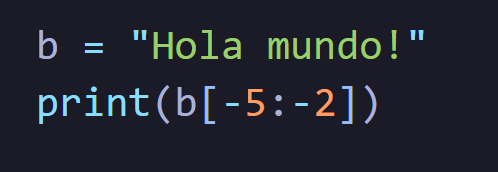 b = "Hola mundo!"
print(b[-5:-2])